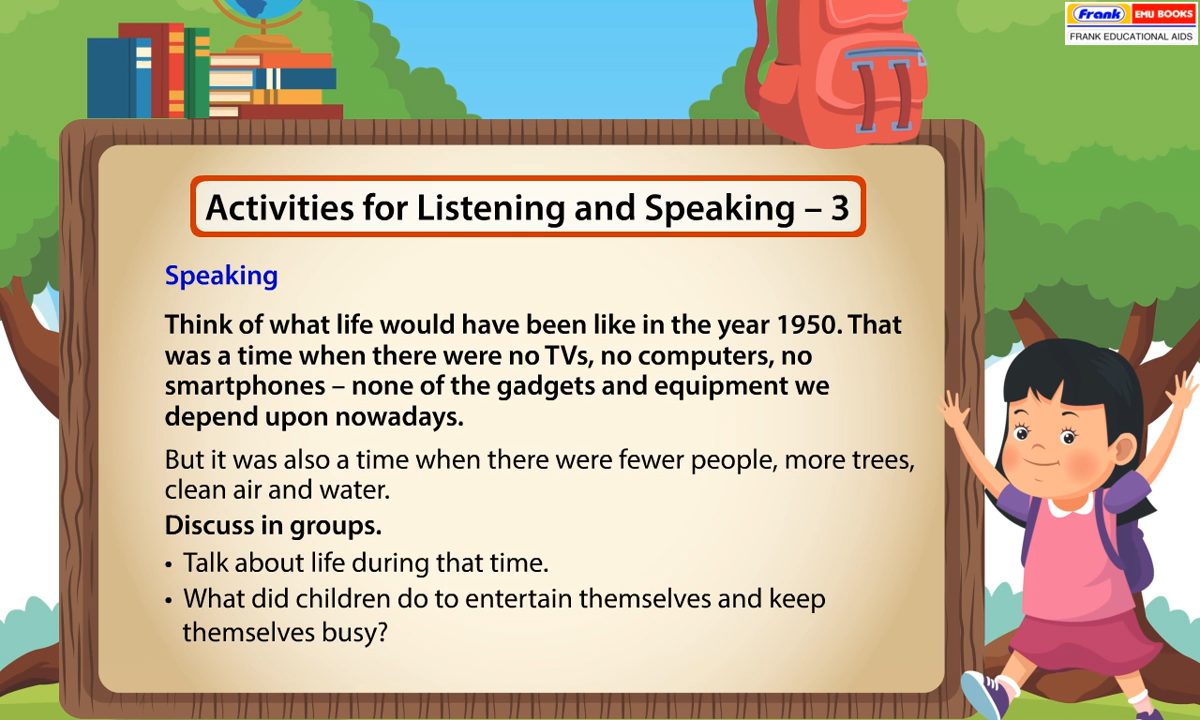 Frank EMU BOOKS
FRANK EDUCATIONAL AIDS
Activities for Listening and Speaking – 3
Speaking
Think of what life would have been like in the year 1950. That
was a time when there were no TVs, no computers, no
smartphones – none of the gadgets and equipment we
depend upon nowadays.
But it was also a time when there were fewer people, more trees,
clean air and water.
Discuss in groups.
• Talk about life during that time.
• What did children do to entertain themselves and keep
themselves busy?